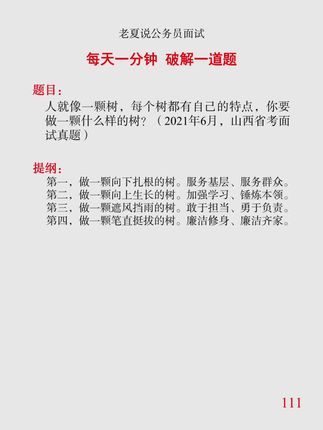 老夏说公务员面试
每天一分钟 破解一道题
题目：
人就像一颗树，每个树都有自己的特点，你要
做一颗什么样的树？（2021年6月，山西省考面
试真题）
提纲：
第一，做一颗向下扎根的树。服务基层、服务群众。
第二，做一颗向上生长的树。加强学习、锤炼本领。
第三，做一颗遮风挡雨的树。敢于担当、勇于负责。
第四，做一颗笔直挺拔的树。廉洁修身、廉洁齐家。
111